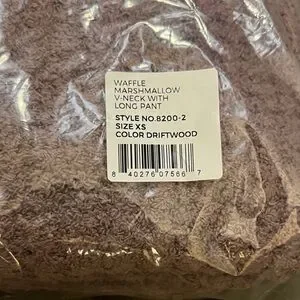 WAFFLE
MARSHMALLOW
V-NECK WITH
LONG PANT
STYLE NO.8200-2
SIZE XS
COLOR DRIFTWOOD
8 40276 07566 7